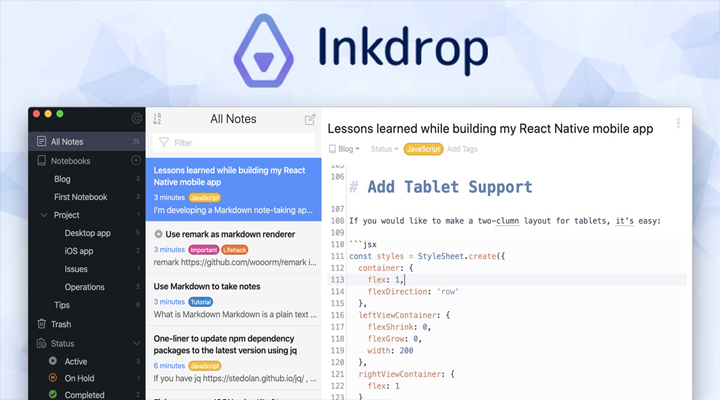 Inkdrop
All Notes 25
Notebooks
Blog
First Notebook
Project
Desktop app 5
iOS app 2
Issues
Operations 2
Tips
Trash
Status
Active
On Hold
Completed
All Notes
Filter
Lessons learned while building my React
Native mobile app
3 minutes JavaScript
I'm developing a Markdown note-taking ap...
Use remark as markdown renderer
3 minutes Important Lifehack
remark https://github.com/wooorm/remark i...
Use Markdown to take notes
3 minutes Tutorial
What is Markdown Markdown is a plain text ...
One-liner to update npm dependency
packages to the latest version using jq
6 minutes JavaScript
If you have jq https://stedolan.github.io/jq/ , ...
Lessons learned while building my React Native mobile app
Blog Status JavaScript Add Tags
106 # Add Tablet Support
107
108 If you would like to make a two-clumn layout for tablets, it's easy:
109
110 ```jsx
111 const styles = StyleSheet.create({
112 container: {
113 flex: 1,
114 flexDirection: 'row'
115 },
116 leftViewContainer: {
117 flexShrink: 0,
118 flexGrow: 0,
119 width: 200
120 },
121 rightViewContainer: {
122 flex: 1
123 }